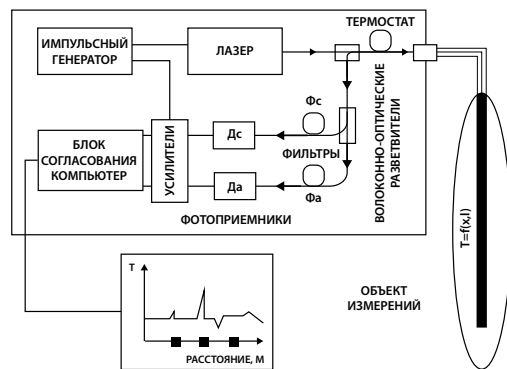 ТЕРМОСТАТ
ИМПУЛЬСНЫЙ
ГЕНЕРАТОР
ЛАЗЕР
Фс
БЛОК
СОГЛАСОВАНИЯ
КОМПЬЮТЕР
УСИЛИТЕЛИ
Дс
ФИЛЬТРЫ
Да
Фа
ФОТОПРИЕМНИКИ
ВОЛОКОННО-ОПТИЧЕСКИЕ
РАЗВЕТВИТЕЛИ
T=f(x,l)
ОБЪЕКТ
ИЗМЕРЕНИЙ
Т
РАССТОЯНИЕ, М